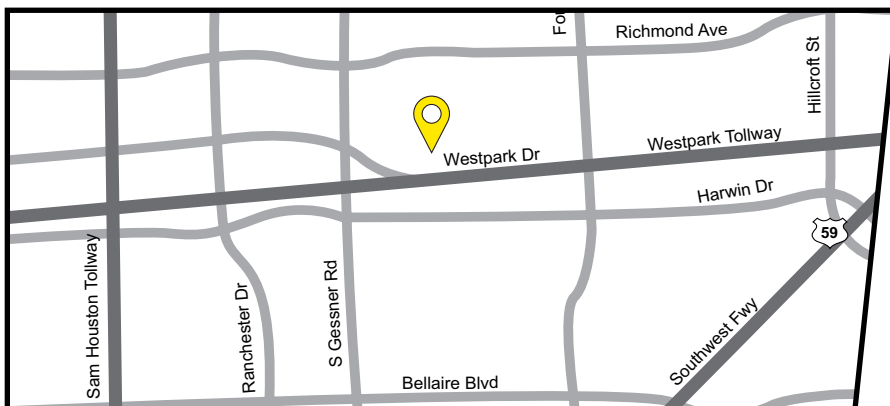 Richmond Ave
Hillcroft St
Westpark Tollway
Westpark Dr
Harwin Dr
59
Sam Houston Tollway
Ranchester Dr
S Gessner Rd
Southwest Fwy
Bellaire Blvd